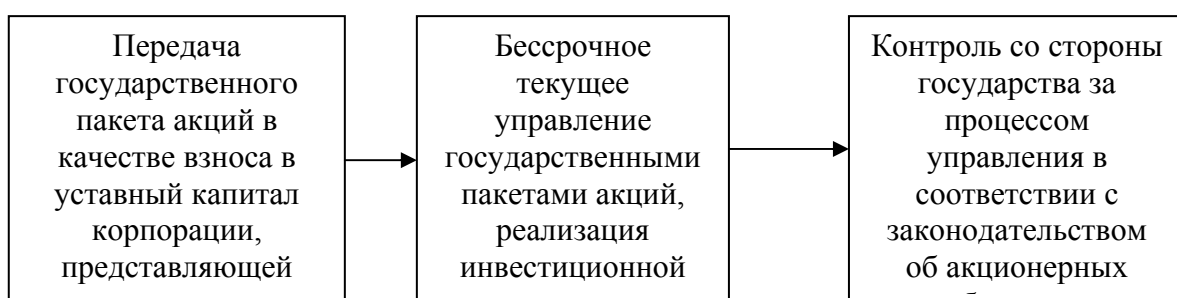 Передача
государственного
пакета акций в
качестве взноса в
уставный капитал
корпорации,
представляющей
Бессрочное
текущее
управление
государственными
пакетами акций,
реализация
инвестиционной
Контроль со стороны
государства за
процессом
управления в
соответствии с
законодательством
об акционерных